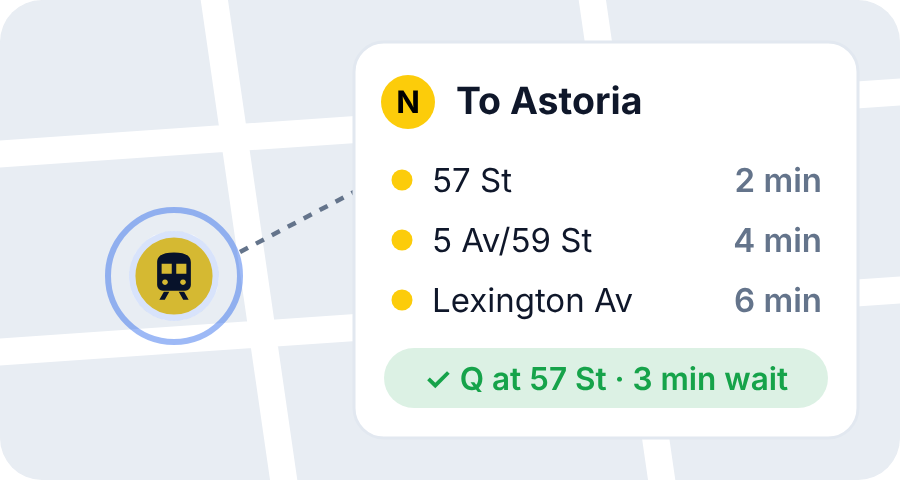 N To Astoria
57 St 2 min
5 Av/59 St 4 min
Lexington Av 6 min
✓ Q at 57 St · 3 min wait